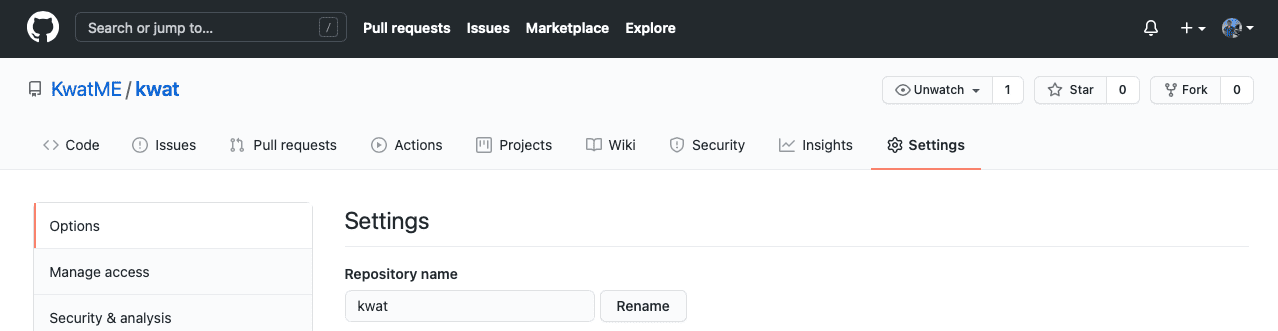 Search or jump to... / Pull requests Issues Marketplace Explore
KwatME / kwat Unwatch 1 Star 0 Fork 0
Code Issues Pull requests Actions Projects Wiki Security Insights Settings
Options
Settings
Manage access
Repository name
kwat Rename
Security & analysis